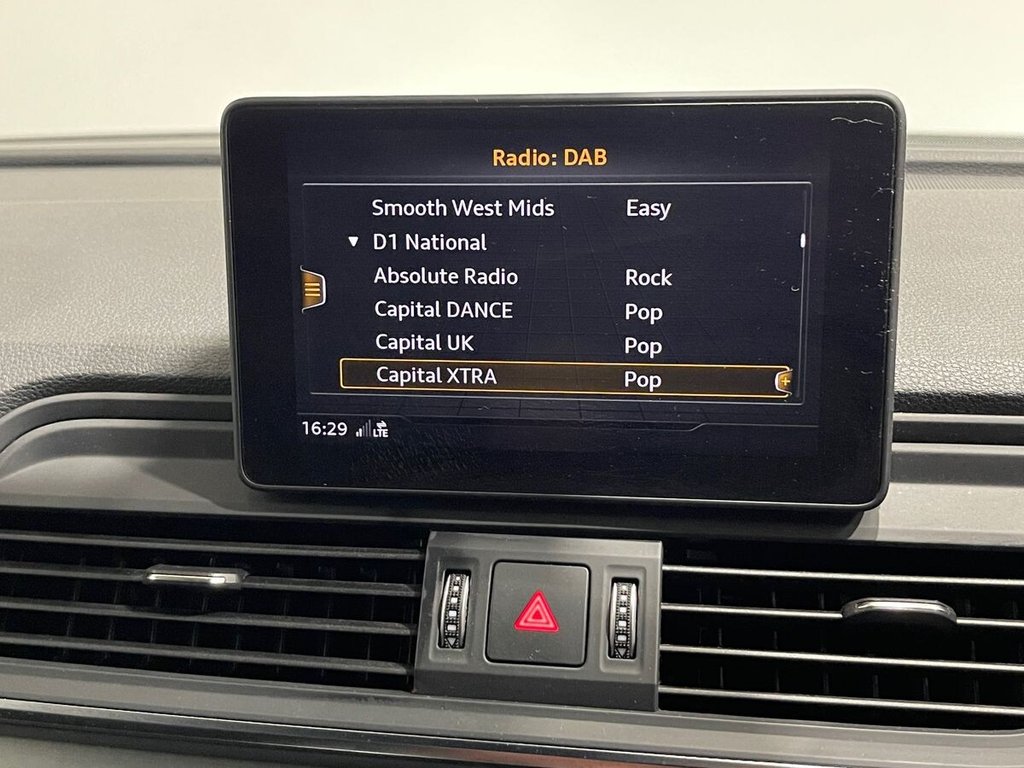 Radio: DAB
Smooth West Mids Easy
D1 National
Absolute Radio Rock
Capital DANCE Pop
Capital UK Pop
Capital XTRA Pop
16:29 LTE